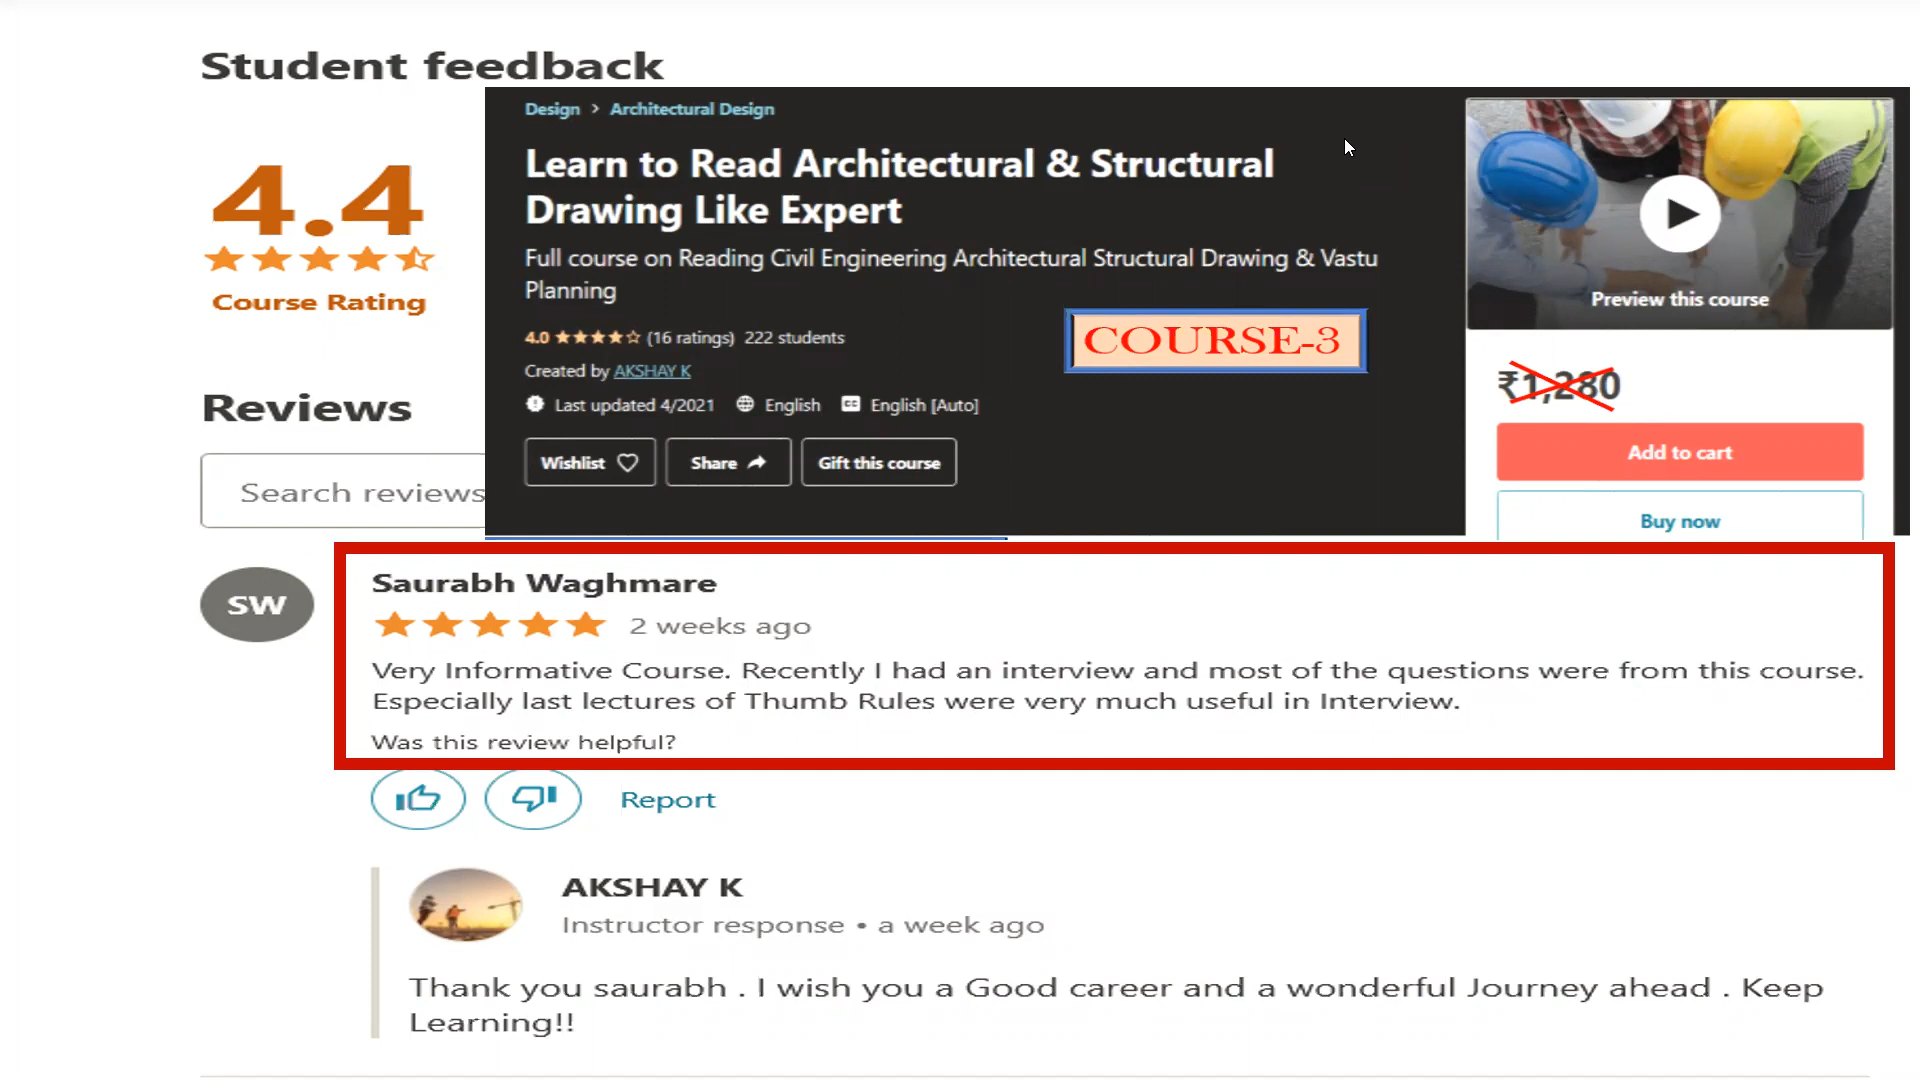 Student feedback
4.4
Course Rating
Design > Architectural Design
Learn to Read Architectural & Structural
Drawing Like Expert
Full course on Reading Civil Engineering Architectural Structural Drawing & Vastu
Planning
4.0 (16 ratings) 222 students
Created by AKSHAY K
Last updated 4/2021 English CC English [Auto]
Wishlist Share Gift this course
COURSE-3
Preview this course
₹1,280
Add to cart
Buy now
Reviews
Search reviews
SW
Saurabh Waghmare
2 weeks ago
Very Informative Course. Recently I had an interview and most of the questions were from this course.
Especially last lectures of Thumb Rules were very much useful in Interview.
Was this review helpful?
Report
AKSHAY K
Instructor response • a week ago
Thank you saurabh . I wish you a Good career and a wonderful Journey ahead . Keep
Learning!!